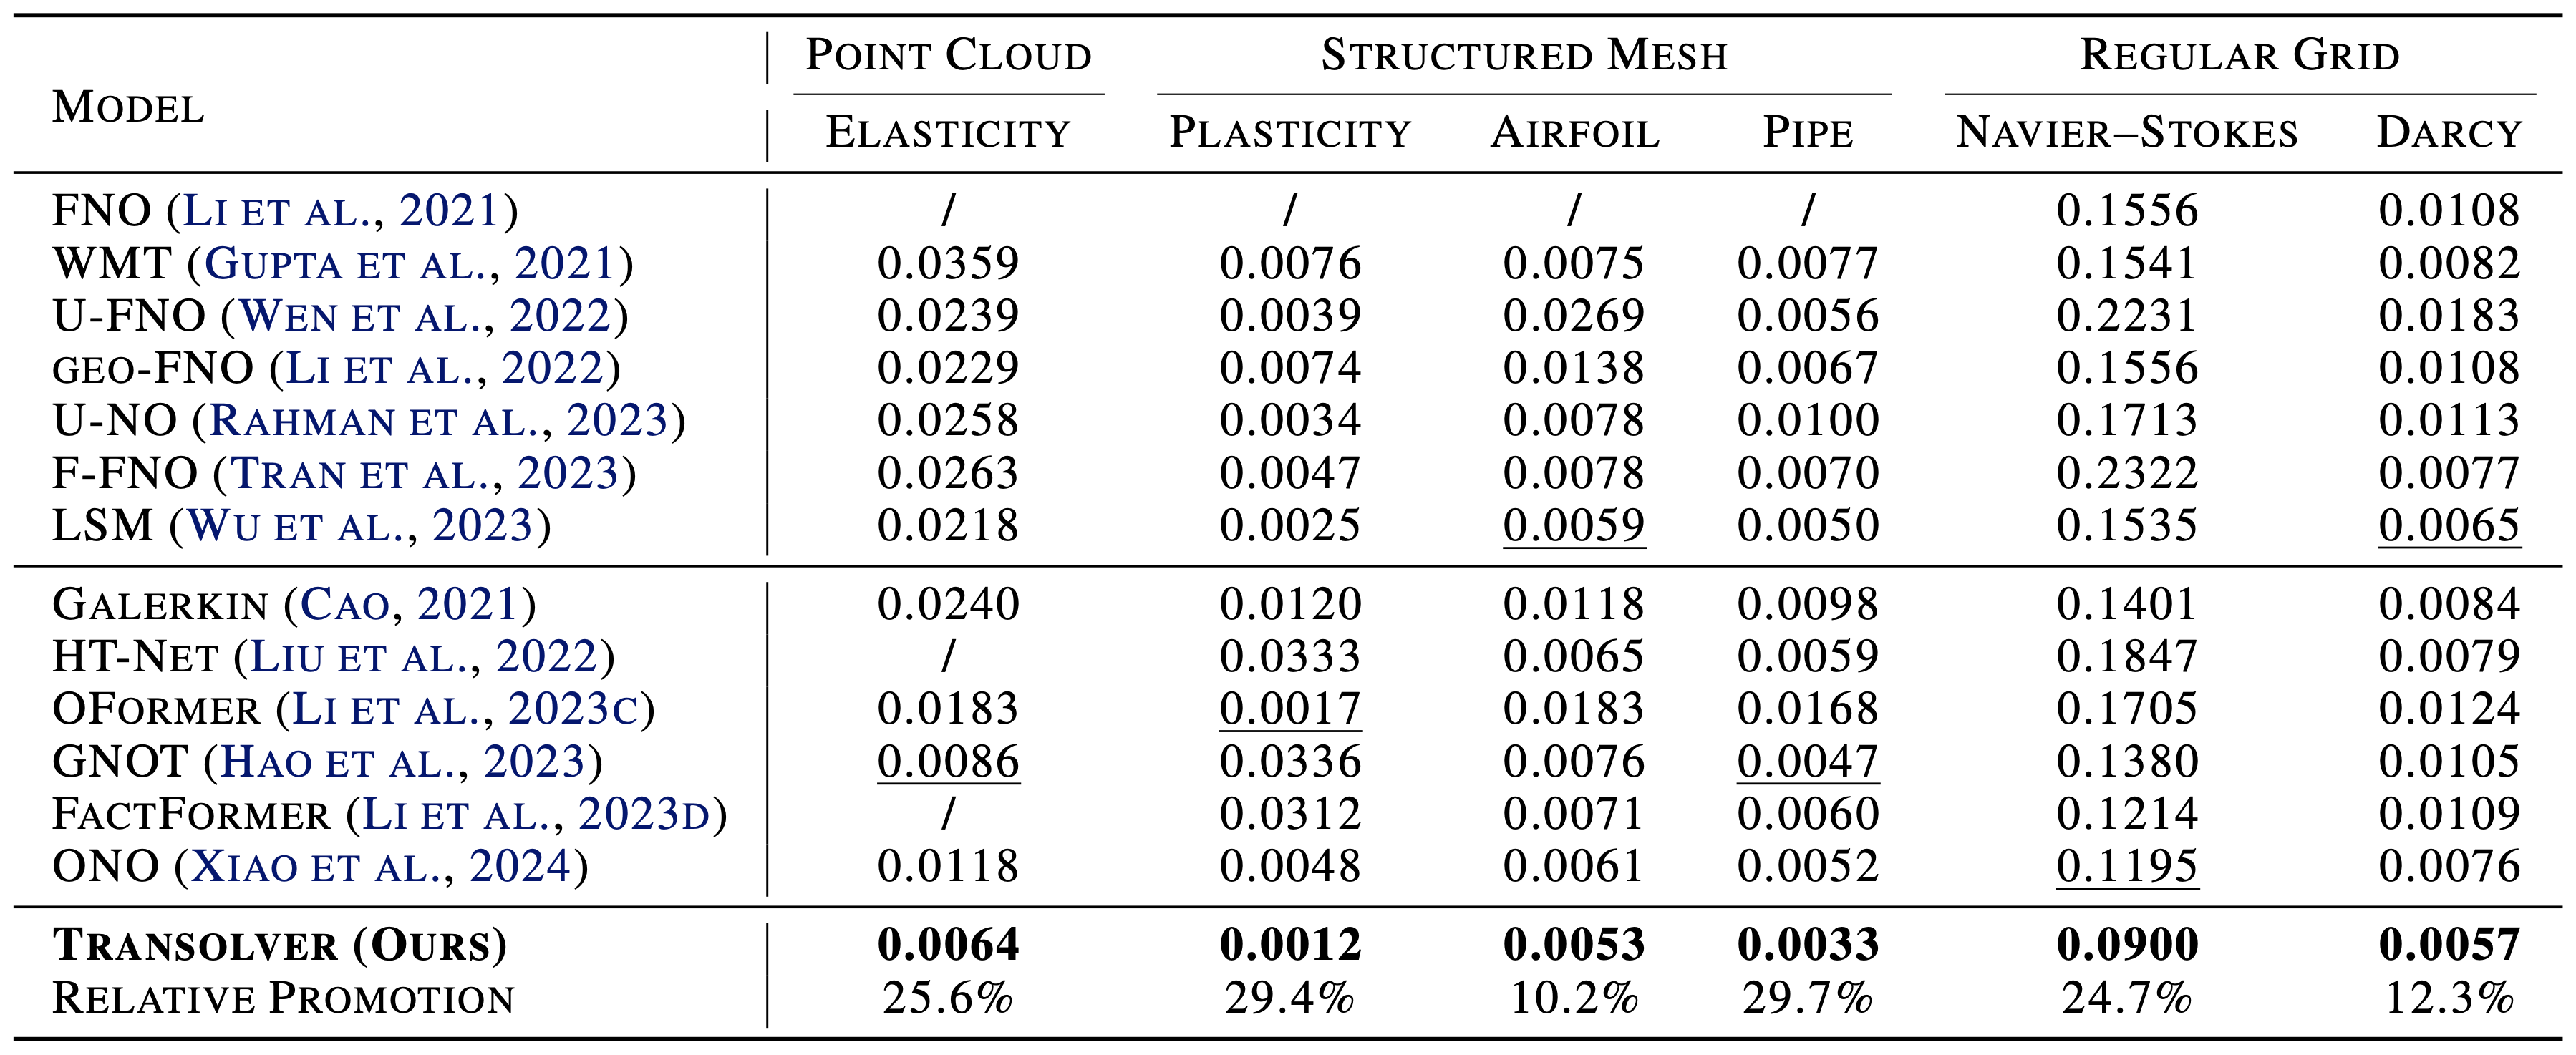 POINT CLOUD STRUCTURED MESH REGULAR GRID
MODEL
ELASTICITY PLASTICITY AIRFOIL PIPE NAVIER–STOKES DARCY
FNO (LI ET AL., 2021) / / / / 0.1556 0.0108
WMT (GUPTA ET AL., 2021) 0.0359 0.0076 0.0075 0.0077 0.1541 0.0082
U-FNO (WEN ET AL., 2022) 0.0239 0.0039 0.0269 0.0056 0.2231 0.0183
GEO-FNO (LI ET AL., 2022) 0.0229 0.0074 0.0138 0.0067 0.1556 0.0108
U-NO (RAHMAN ET AL., 2023) 0.0258 0.0034 0.0078 0.0100 0.1713 0.0113
F-FNO (TRAN ET AL., 2023) 0.0263 0.0047 0.0078 0.0070 0.2322 0.0077
LSM (WU ET AL., 2023) 0.0218 0.0025 0.0059 0.0050 0.1535 0.0065
GALERKIN (CAO, 2021) 0.0240 0.0120 0.0118 0.0098 0.1401 0.0084
HT-NET (LIU ET AL., 2022) / 0.0333 0.0065 0.0059 0.1847 0.0079
OFORMER (LI ET AL., 2023C) 0.0183 0.0017 0.0183 0.0168 0.1705 0.0124
GNOT (HAO ET AL., 2023) 0.0086 0.0336 0.0076 0.0047 0.1380 0.0105
FACTFORMER (LI ET AL., 2023D) / 0.0312 0.0071 0.0060 0.1214 0.0109
ONO (XIAO ET AL., 2024) 0.0118 0.0048 0.0061 0.0052 0.1195 0.0076
TRANSOLVER (OURS) 0.0064 0.0012 0.0053 0.0033 0.0900 0.0057
RELATIVE PROMOTION 25.6% 29.4% 10.2% 29.7% 24.7% 12.3%